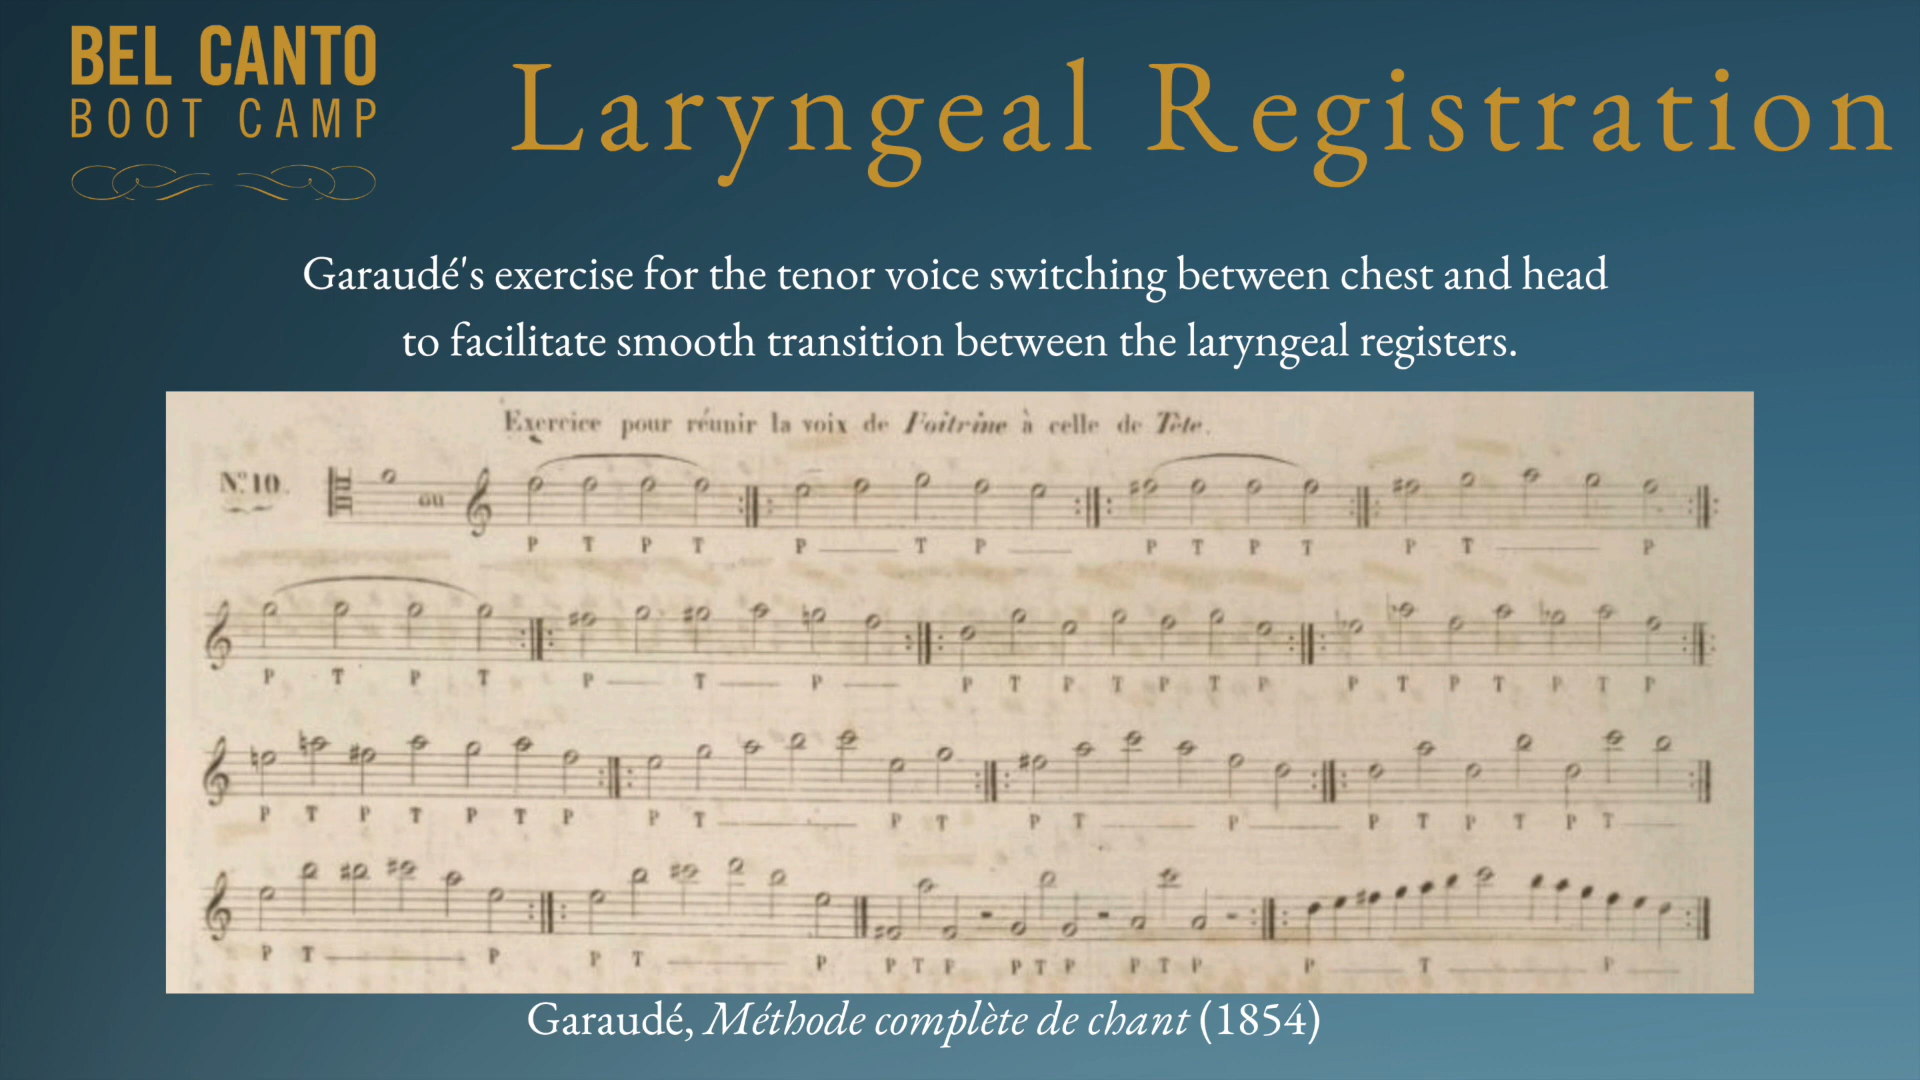 BEL CANTO
BOOT CAMP
Laryngeal Registration
Garaudé's exercise for the tenor voice switching between chest and head
to facilitate smooth transition between the laryngeal registers.
Exercice pour réunir la voix de Poitrine à celle de Tête.
No. 10. ou
P T P T P T P P T P T P T P
P T P T P T P P T P T P T P P T P T P T P
P T P T P T P P T P T P T P P T P T P T
P T P P T P P T P P T P P T P P T P
Garaudé, Méthode complète de chant (1854)